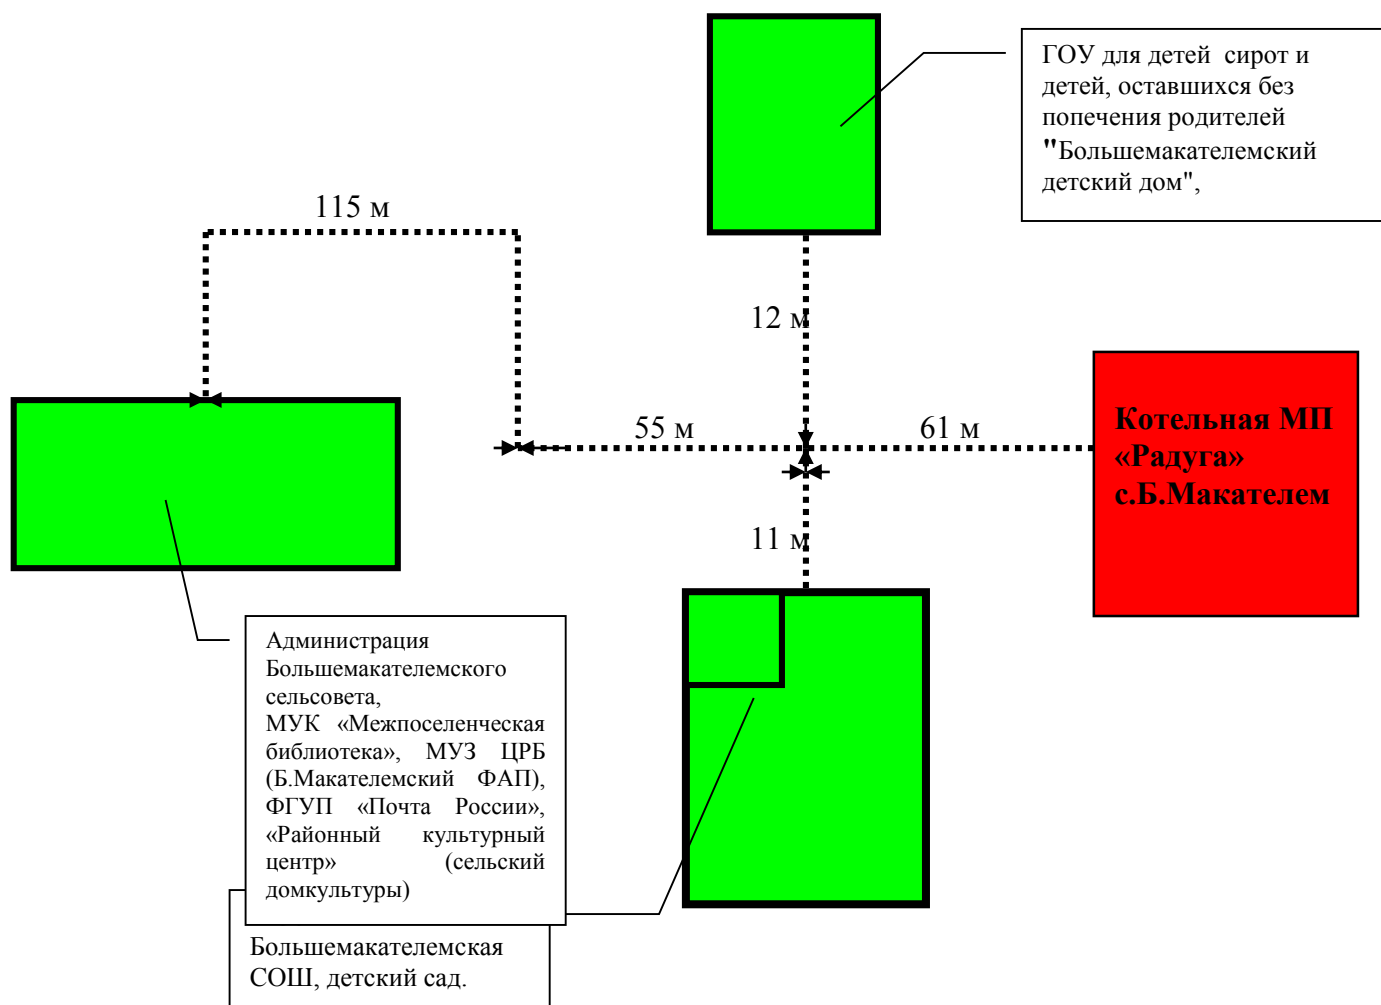 ГОУ для детей сирот и
детей, оставшихся без
попечения родителей
"Большемакателемский
детский дом",
115 м
12 м
55 м
61 м
Котельная МП
«Радуга»
с.Б.Макателем
11 м
Администрация
Большемакателемского
сельсовета,
МУК «Межпоселенческая
библиотека», МУЗ ЦРБ
(Б.Макателемский ФАП),
ФГУП «Почта России»,
«Районный культурный
центр» (сельский
домкультуры)
Большемакателемская
СОШ, детский сад.